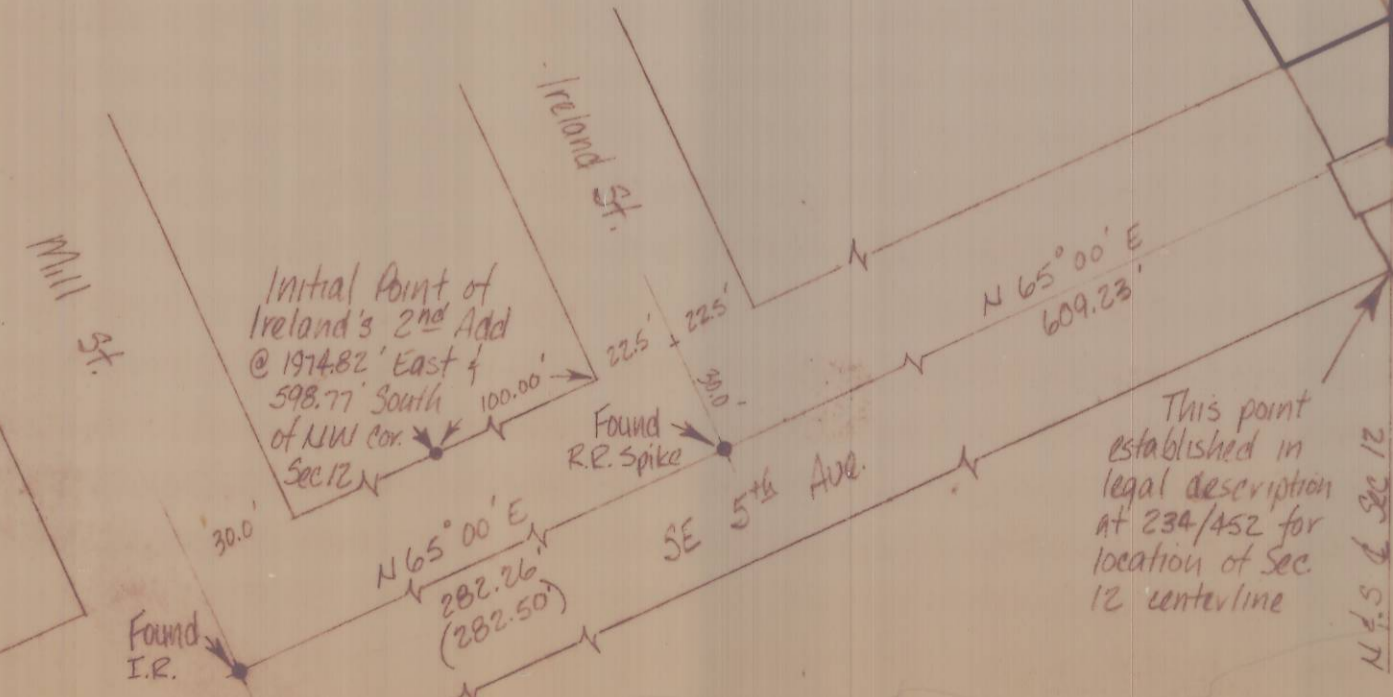 Ireland St.
Mill St.
Initial Point of
Ireland's 2nd Add
@ 1974.82' East &
598.77' South
of NW Cor.
Sec 12
100.00'
22.5'
22.5'
30.0
Found
R.R. Spike
N 65° 00' E
609.23'
This point
established in
legal description
at 234/452 for
location of Sec.
12 centerline
N & S ℄ Sec 12
SE 5th Ave.
30.0'
N 65° 00' E
282.26'
(282.50')
Found
I.R.